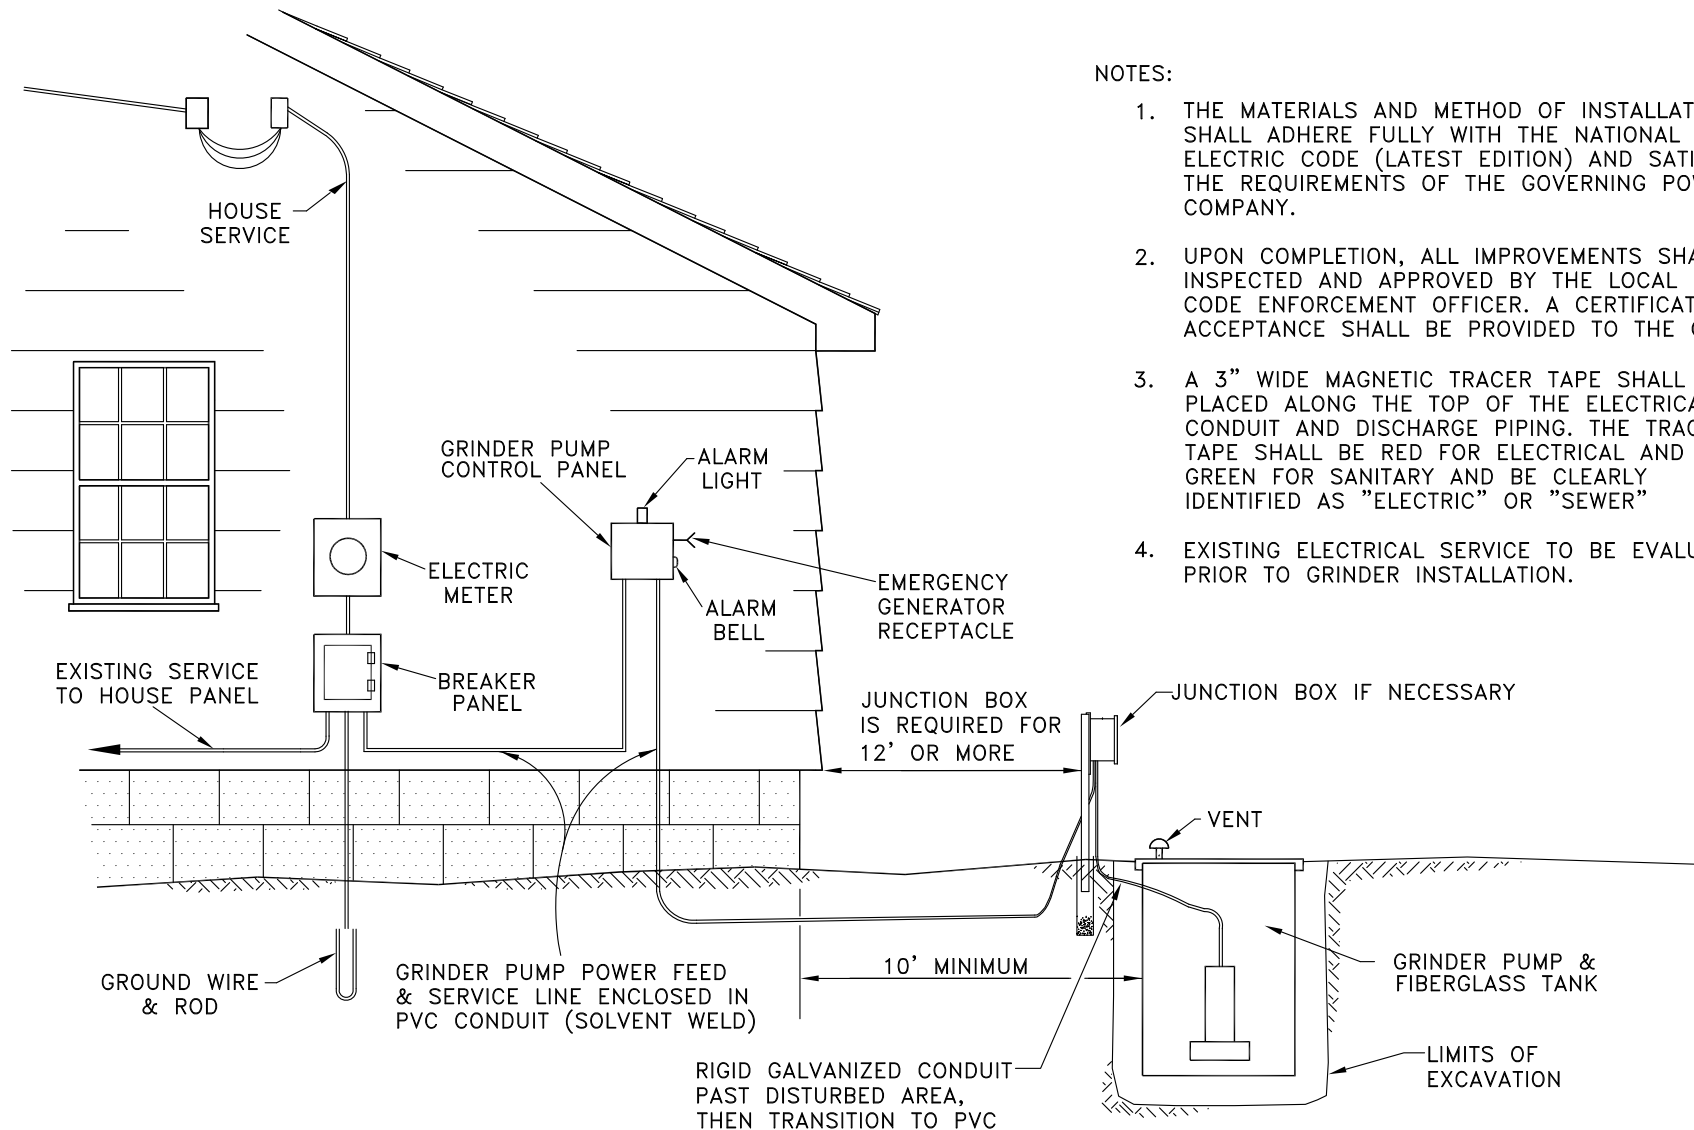 NOTES:
1. THE MATERIALS AND METHOD OF INSTALLAT
SHALL ADHERE FULLY WITH THE NATIONAL
ELECTRIC CODE (LATEST EDITION) AND SATI
THE REQUIREMENTS OF THE GOVERNING POW
COMPANY.
2. UPON COMPLETION, ALL IMPROVEMENTS SHA
INSPECTED AND APPROVED BY THE LOCAL
CODE ENFORCEMENT OFFICER. A CERTIFICAT
ACCEPTANCE SHALL BE PROVIDED TO THE
3. A 3" WIDE MAGNETIC TRACER TAPE SHALL
PLACED ALONG THE TOP OF THE ELECTRICA
CONDUIT AND DISCHARGE PIPING. THE TRAC
TAPE SHALL BE RED FOR ELECTRICAL AND
GREEN FOR SANITARY AND BE CLEARLY
IDENTIFIED AS "ELECTRIC" OR "SEWER"
4. EXISTING ELECTRICAL SERVICE TO BE EVALU
PRIOR TO GRINDER INSTALLATION.
HOUSE
SERVICE
GRINDER PUMP
CONTROL PANEL
ALARM
LIGHT
ELECTRIC
METER
ALARM
BELL
EMERGENCY
GENERATOR
RECEPTACLE
EXISTING SERVICE
TO HOUSE PANEL
BREAKER
PANEL
JUNCTION BOX
IS REQUIRED FOR
12' OR MORE
JUNCTION BOX IF NECESSARY
VENT
GROUND WIRE
& ROD
GRINDER PUMP POWER FEED
& SERVICE LINE ENCLOSED IN
PVC CONDUIT (SOLVENT WELD)
10' MINIMUM
GRINDER PUMP &
FIBERGLASS TANK
RIGID GALVANIZED CONDUIT
PAST DISTURBED AREA,
THEN TRANSITION TO PVC
LIMITS OF
EXCAVATION